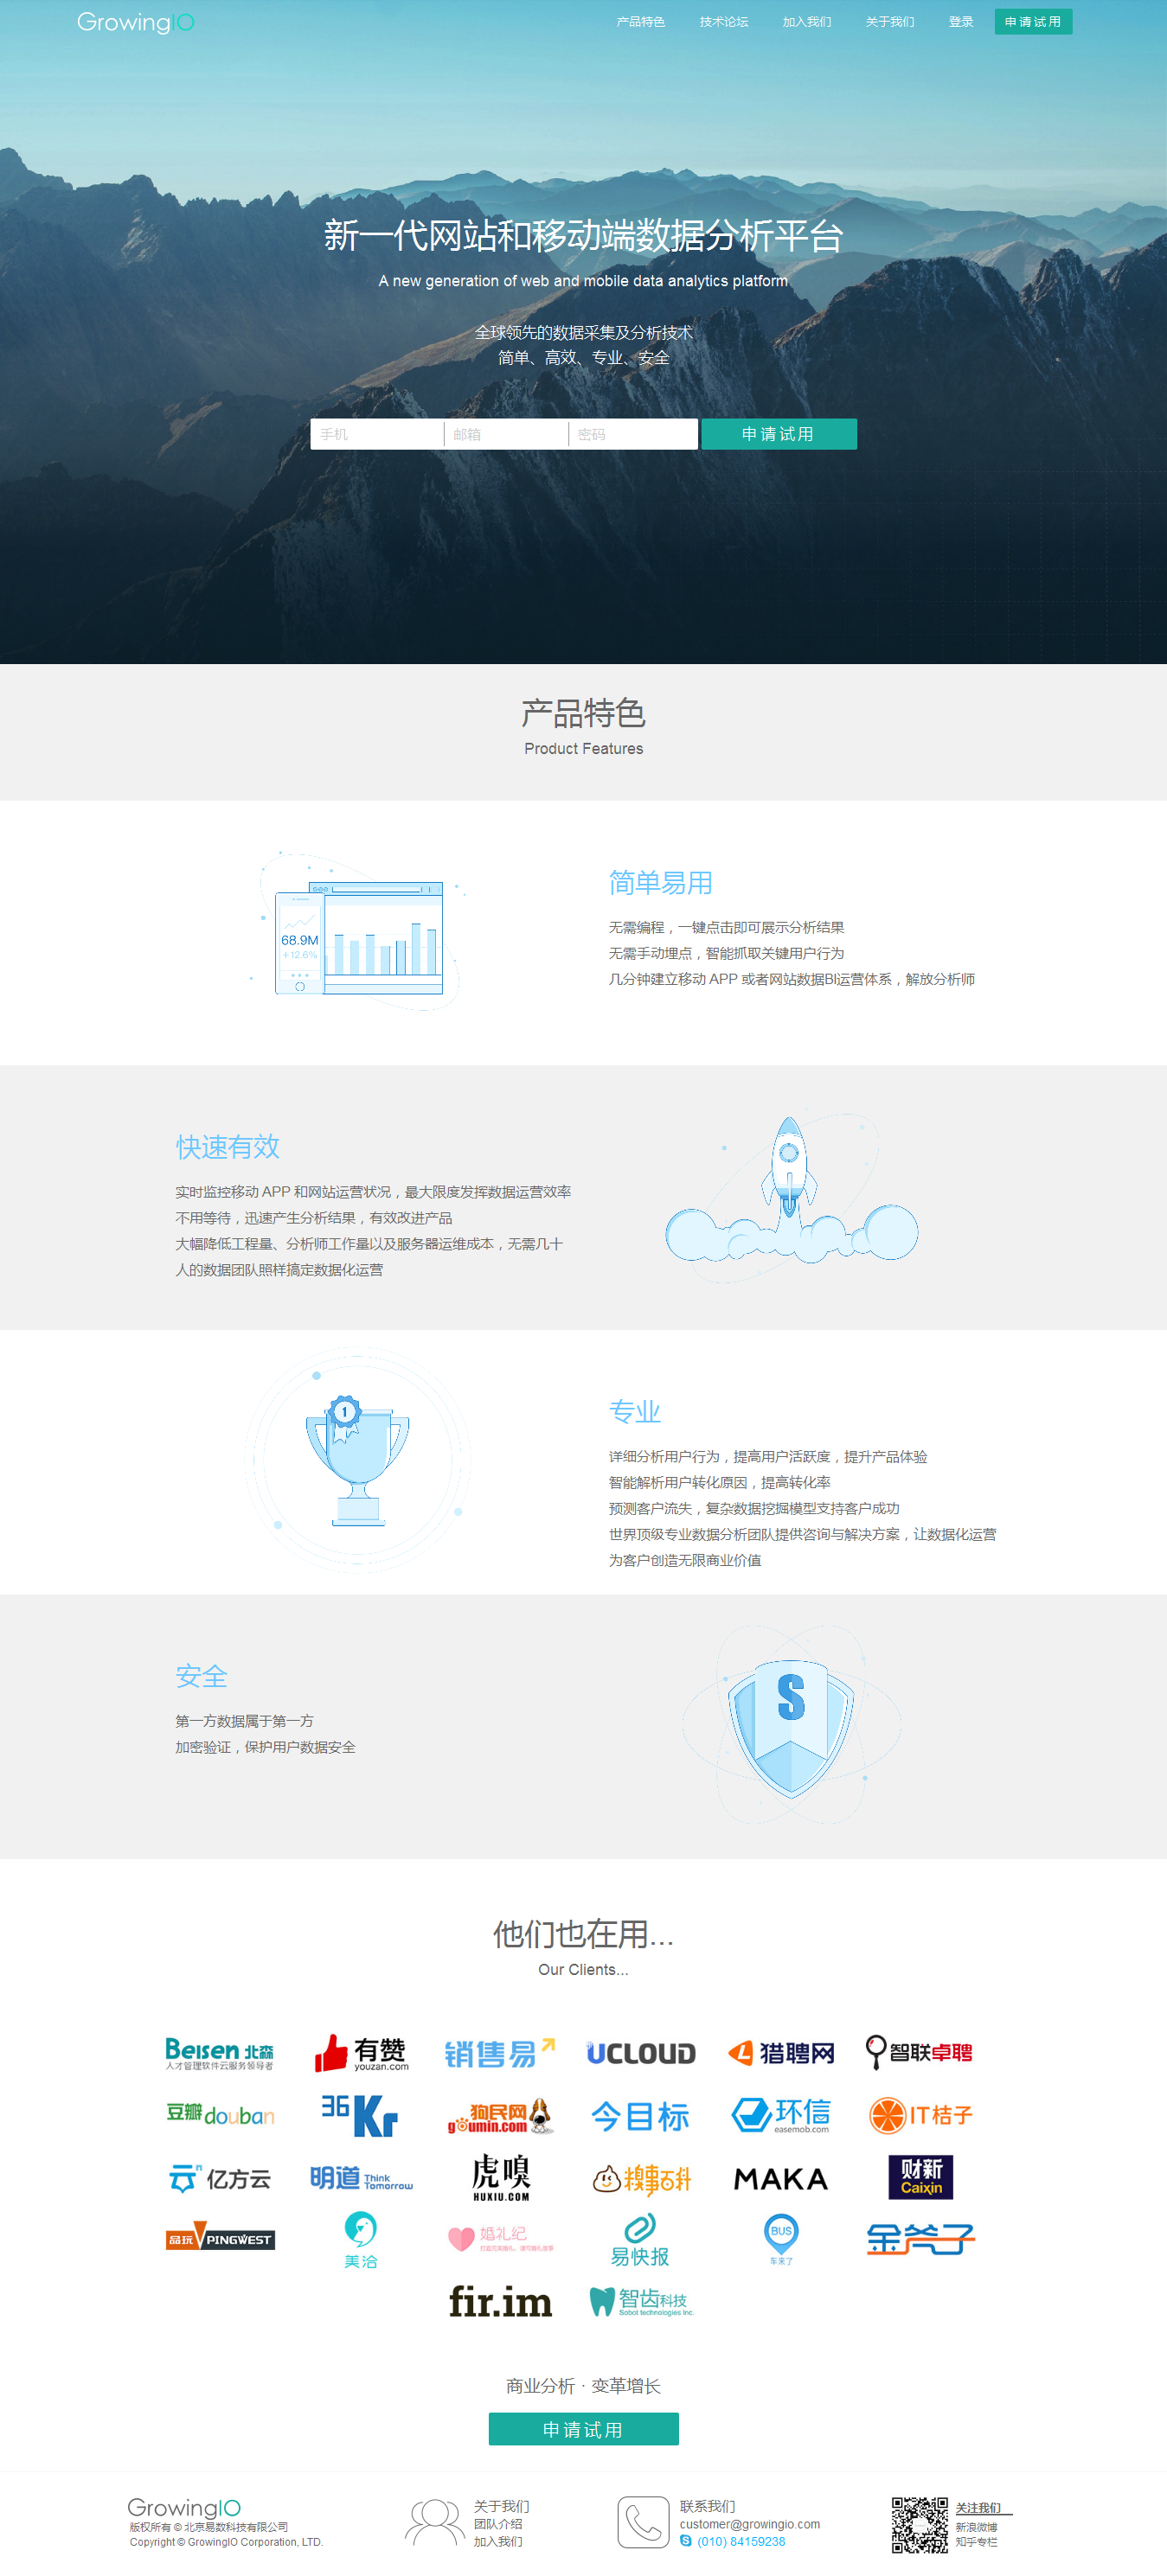 GrowingIO
产品特色 技术论坛 加入我们 关于我们 登录 申请试用
新一代网站和移动端数据分析平台
A new generation of web and mobile data analytics platform
全球领先的数据采集及分析技术
简单、高效、专业、安全
手机 邮箱 密码 申请试用
产品特色
Product Features
68.9M
+12.6%
简单易用
无需编程，一键点击即可展示分析结果
无需手动埋点，智能抓取关键用户行为
几分钟建立移动 APP 或者网站数据BI运营体系，解放分析师
快速有效
实时监控移动 APP 和网站运营状况，最大限度发挥数据运营效率
不用等待，迅速产生分析结果，有效改进产品
大幅降低工程量、分析师工作量以及服务器运维成本，无需几十
人的数据团队照样搞定数据化运营
1
专业
详细分析用户行为，提高用户活跃度，提升产品体验
智能解析用户转化原因，提高转化率
预测客户流失，复杂数据挖掘模型支持客户成功
世界顶级专业数据分析团队提供咨询与解决方案，让数据化运营
为客户创造无限商业价值
安全
第一方数据属于第一方
加密验证，保护用户数据安全
S
他们也在用...
Our Clients...
Beisen 北森
人才管理软件云服务领导者
有赞
youzan.com
销售易
UCLOUD
猎聘网
智联卓聘
豆瓣douban
36Kr
狗民网
goumin.com
今目标
环信
easemob.com
IT桔子
亿方云
明道 Think Tomorrow
虎嗅
HUXIU.COM
糗事百科
MAKA
财新
Caixin
品玩 PINGWEST
美洽
婚礼纪
易快报
BUS
车来了
金斧子
fir.im
智齿科技
Sobot technologies Inc.
商业分析 · 变革增长
申请试用
GrowingIO
版权所有 © 北京易数科技有限公司
Copyright © GrowingIO Corporation, LTD.
关于我们
团队介绍
加入我们
联系我们
customer@growingio.com
(010) 84159238
关注我们
新浪微博
知乎专栏